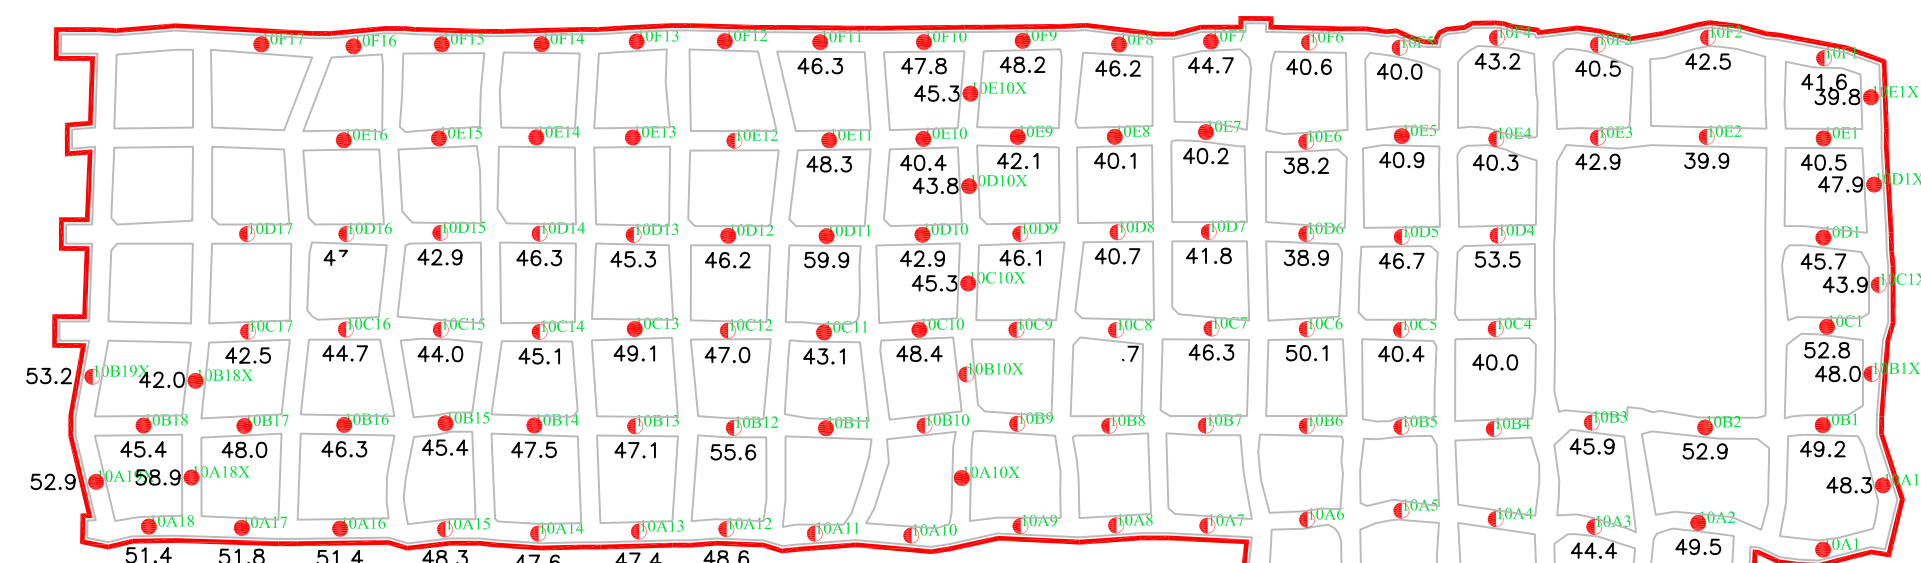 10F17 10F16 10F15 10F14 10F13 10F12 10F11 10F10 10F9 10F8 10F7 10F6 10F5 10F4 10F3 10F2 10F1
46.3 47.8 48.2 46.2 44.7 40.6 40.0 43.2 40.5 42.5 41.6
45.3 10E10X 39.8 10E1X
10E16 10E15 10E14 10E13 10E12 10E11 10E10 10E9 10E8 10E7 10E6 10E5 10E4 10E3 10E2 10E1
48.3 40.4 42.1 40.1 40.2 38.2 40.9 40.3 42.9 39.9 40.5
43.8 10D10X 47.9 10D1X
10D17 10D16 10D15 10D14 10D13 10D12 10D11 10D10 10D9 10D8 10D7 10D6 10D5 10D4 10D1
42.9 46.3 45.3 46.2 59.9 42.9 46.1 40.7 41.8 38.9 46.7 53.5 45.7
45.3 10C10X 43.9 10C1X
10C17 10C16 10C15 10C14 10C13 10C12 10C11 10C10 10C9 10C8 10C7 10C6 10C5 10C4 10C1
42.5 44.7 44.0 45.1 49.1 47.0 43.1 48.4 .7 46.3 50.1 40.4 40.0 52.8
53.2 10B19X 42.0 10B18X 10B10X 48.0 10B1X
10B18 10B17 10B16 10B15 10B14 10B13 10B12 10B11 10B10 10B9 10B8 10B7 10B6 10B5 10B4 10B3 10B2 10B1
45.4 48.0 46.3 45.4 47.5 47.1 55.6 45.9 52.9 49.2
52.9 10A19X 58.9 10A18X 10A10X 48.3 10A1
10A18 10A17 10A16 10A15 10A14 10A13 10A12 10A11 10A10 10A9 10A8 10A7 10A6 10A5 10A4 10A3 10A2 10A1
51.4 51.8 51.4 48.3 47.6 47.4 48.6 44.4 49.5